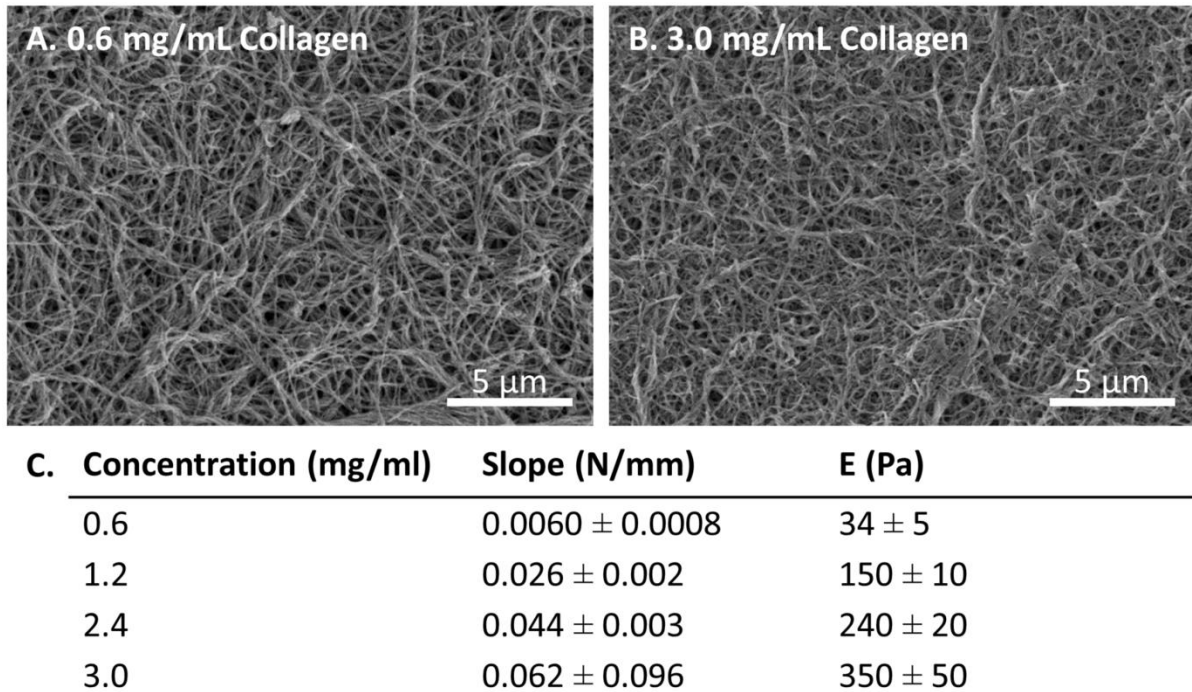 A. 0.6 mg/mL Collagen
B. 3.0 mg/mL Collagen
5 µm
5 µm
C. Concentration (mg/ml) Slope (N/mm) E (Pa)
0.6 0.0060 ± 0.0008 34 ± 5
1.2 0.026 ± 0.002 150 ± 10
2.4 0.044 ± 0.003 240 ± 20
3.0 0.062 ± 0.096 350 ± 50